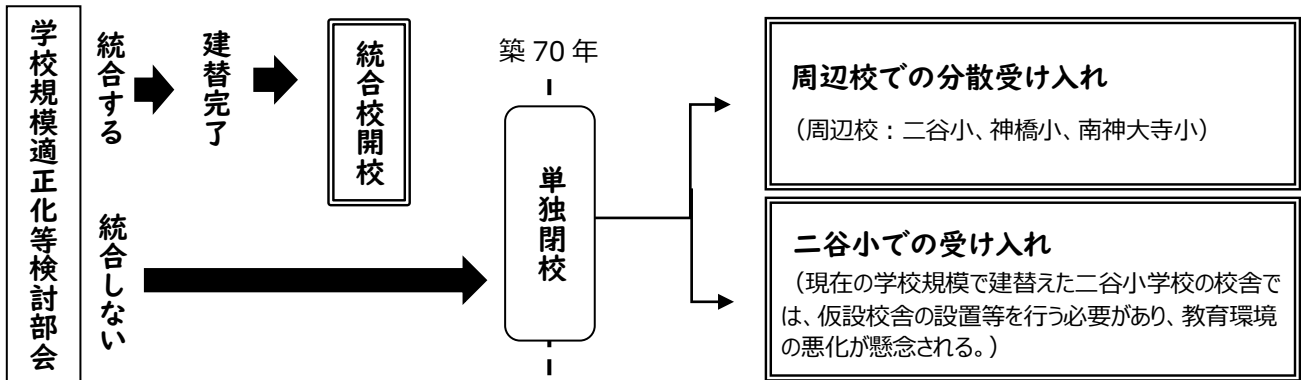 学校規模適正化等検討部会
統合する
建替完了
統合校開校
統合しない
築 70 年
単独閉校
周辺校での分散受け入れ
（周辺校：二谷小、神橋小、南神大寺小）
二谷小での受け入れ
（現在の学校規模で建替えた二谷小学校の校舎で
は、仮設校舎の設置等を行う必要があり、教育環境
の悪化が懸念される。）